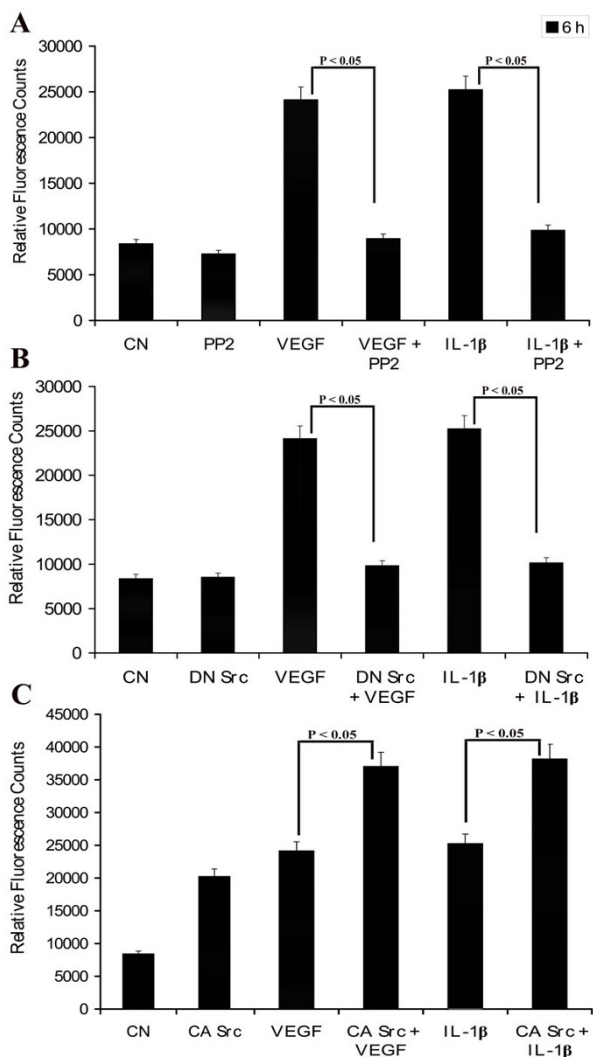 A
6 h
30000
P < 0.05
P < 0.05
25000
20000
15000
10000
5000
0
Relative Fluorescence Counts
CN PP2 VEGF VEGF + IL-1β IL-1β +
PP2 PP2
B
30000
P < 0.05
P < 0.05
25000
20000
15000
10000
5000
0
Relative Fluorescence Counts
CN DN Src VEGF DN Src IL-1β DN Src
+ VEGF + IL-1β
C
45000
40000
P < 0.05
P < 0.05
35000
30000
25000
20000
15000
10000
5000
0
Relative Fluorescence Counts
CN CA Src VEGF CA Src + IL-1β CA Src +
VEGF IL-1β